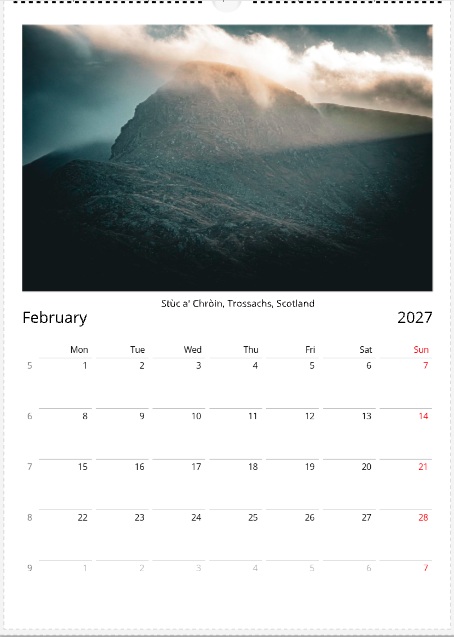 Stùc a' Chròin, Trossachs, Scotland
February 2027
Mon Tue Wed Thu Fri Sat Sun
5 1 2 3 4 5 6 7
6 8 9 10 11 12 13 14
7 15 16 17 18 19 20 21
8 22 23 24 25 26 27 28
9 1 2 3 4 5 6 7